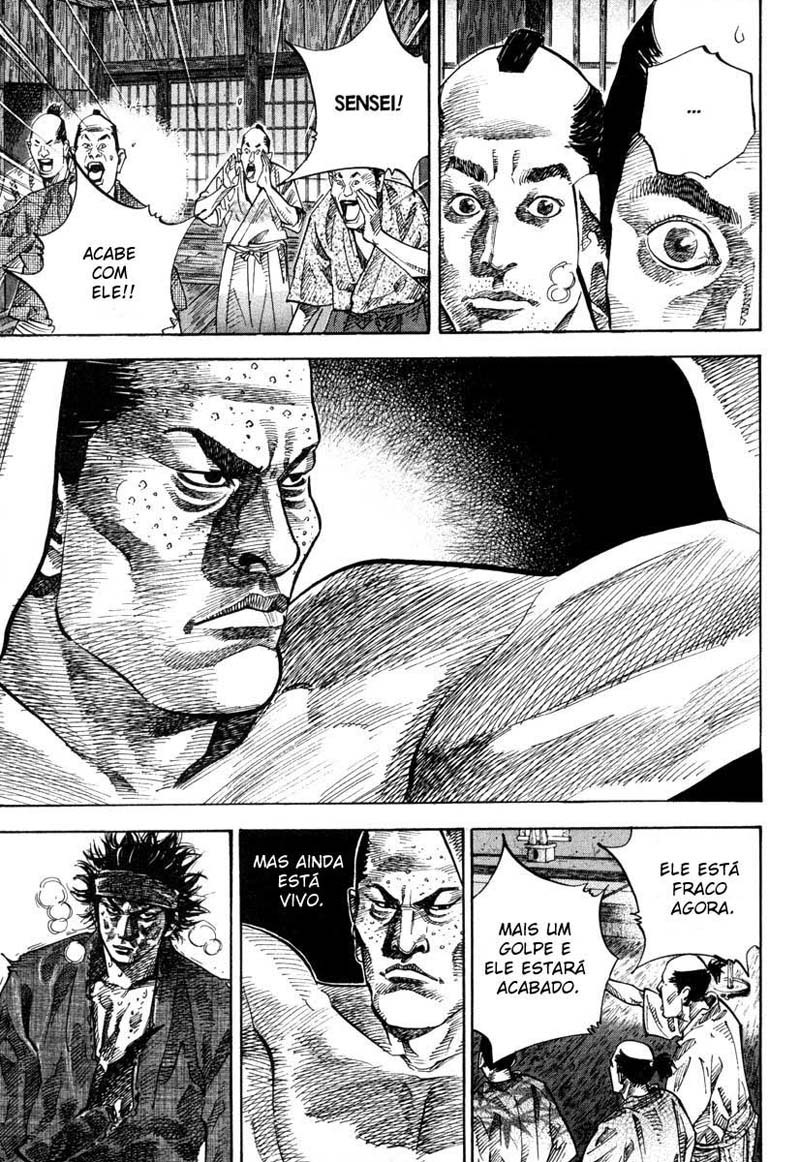 ...
SENSEI!
ACABE
COM
ELE!!
ELE ESTÁ
FRACO
AGORA.
MAIS UM
GOLPE E
ELE ESTARÁ
ACABADO.
MAS AINDA
ESTÁ
VIVO.